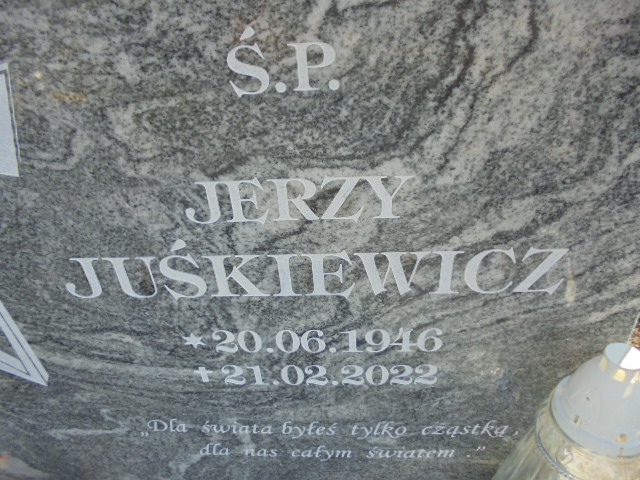 Ś.P.
JERZY
JUŚKIEWICZ
★20.06.1946
✝21.02.2022
„Dla świata byłeś tylko cząstką,
dla nas całym światem."